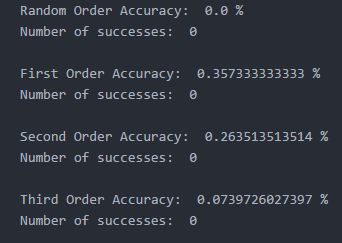 Random Order Accuracy:  0.0 %
Number of successes:  0
First Order Accuracy:  0.357333333333 %
Number of successes:  0
Second Order Accuracy:  0.263513513514 %
Number of successes:  0
Third Order Accuracy:  0.0739726027397 %
Number of successes:  0